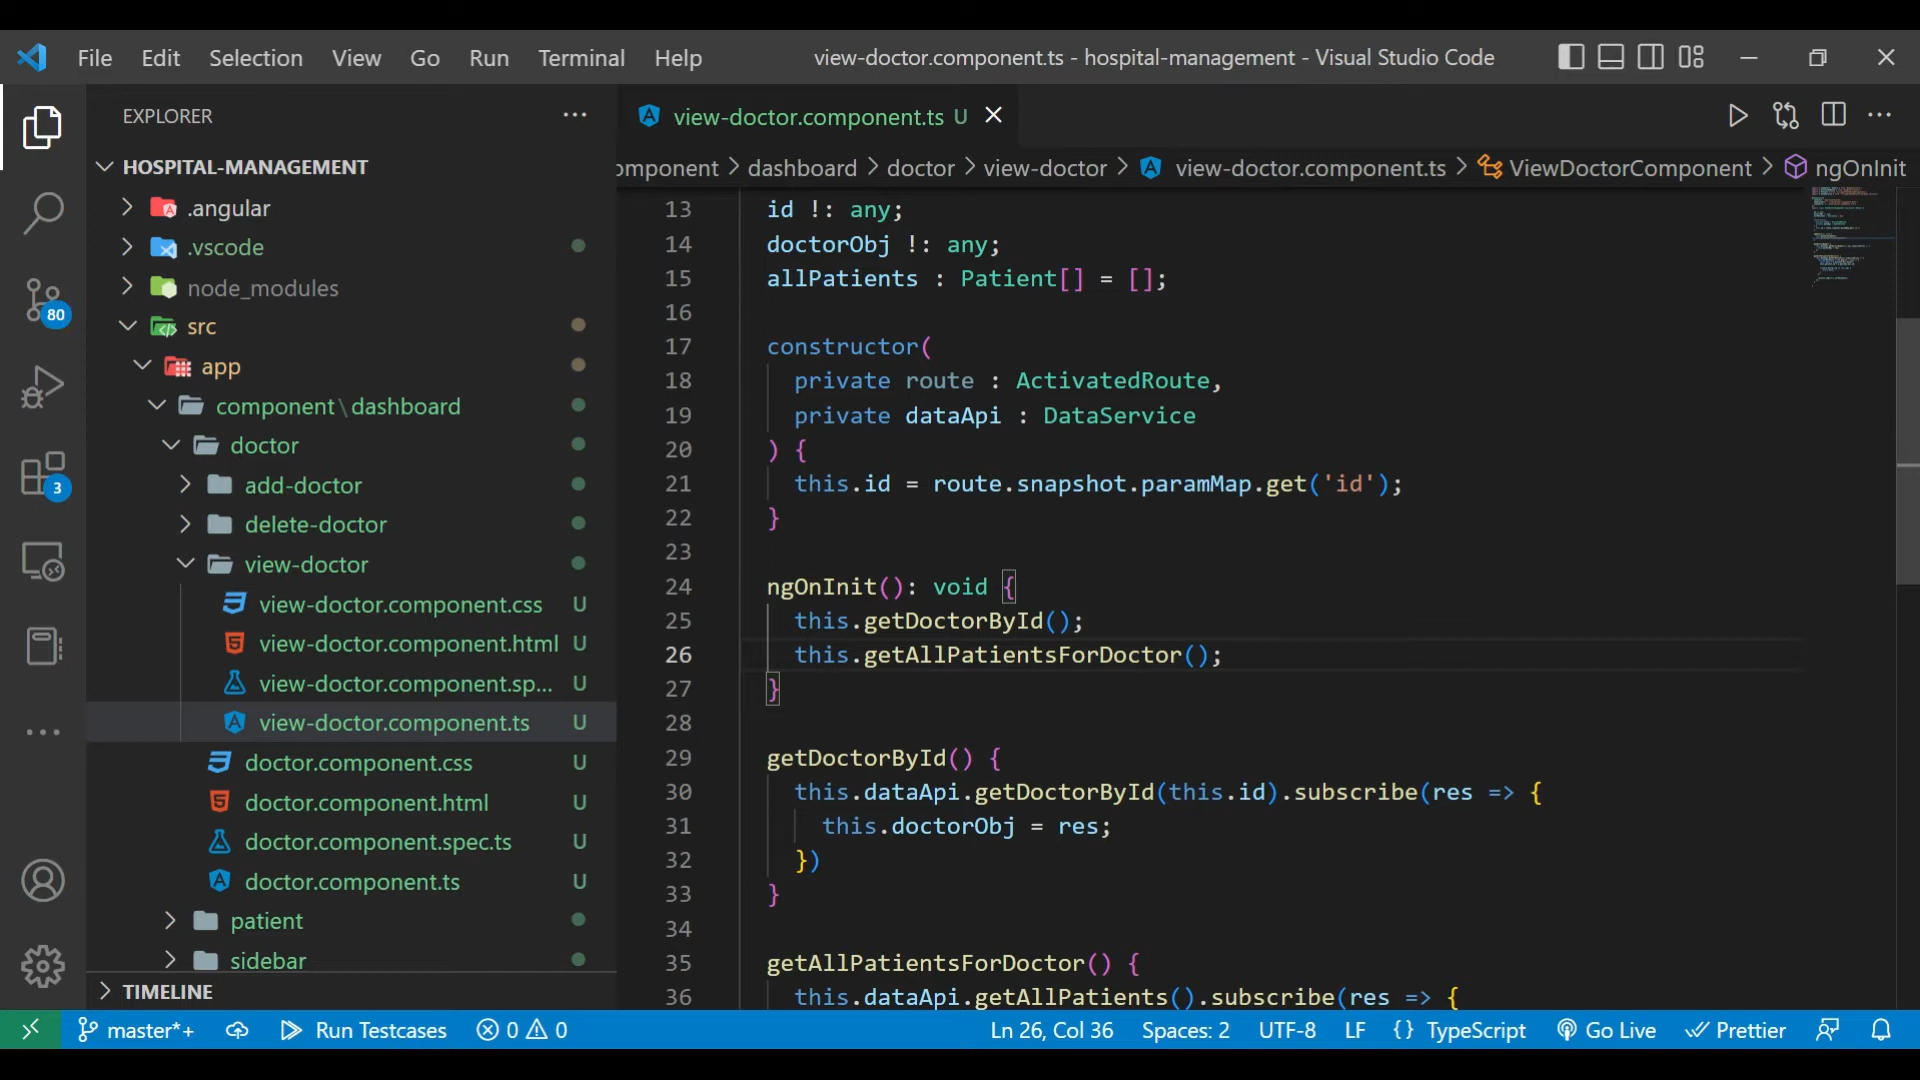 File Edit Selection View Go Run Terminal Help
view-doctor.component.ts - hospital-management - Visual Studio Code
EXPLORER
HOSPITAL-MANAGEMENT
.angular
.vscode
node_modules
src
app
component\dashboard
doctor
add-doctor
delete-doctor
view-doctor
view-doctor.component.css U
view-doctor.component.html U
view-doctor.component.sp... U
view-doctor.component.ts U
doctor.component.css U
doctor.component.html U
doctor.component.spec.ts U
doctor.component.ts U
patient
sidebar
TIMELINE
80
3
view-doctor.component.ts U
omponent > dashboard > doctor > view-doctor > view-doctor.component.ts > ViewDoctorComponent > ngOnInit
13 id !: any;
14 doctorObj !: any;
15 allPatients : Patient[] = [];
16
17 constructor(
18 private route : ActivatedRoute,
19 private dataApi : DataService
20 ) {
21 this.id = route.snapshot.paramMap.get('id');
22 }
23
24 ngOnInit(): void {
25 this.getDoctorById();
26 this.getAllPatientsForDoctor();
27 }
28
29 getDoctorById() {
30 this.dataApi.getDoctorById(this.id).subscribe(res => {
31 this.doctorObj = res;
32 })
33 }
34
35 getAllPatientsForDoctor() {
36 this.dataApi.getAllPatients().subscribe(res => {
master*+ Run Testcases 0 0 Ln 26, Col 36 Spaces: 2 UTF-8 LF {} TypeScript Go Live Prettier